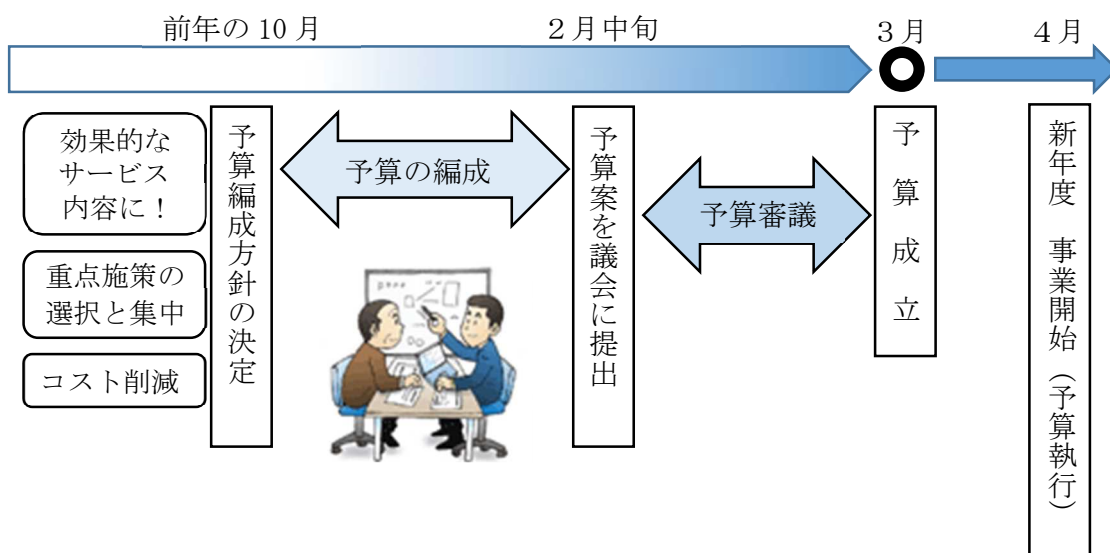 前年の 10 月
２月中旬
３月
４月
効果的な
サービス
内容に！
重点施策の
選択と集中
コスト削減
予算編成方針の決定
予算の編成
予算案を議会に提出
予算審議
予算成立
新年度　事業開始（予算執行）